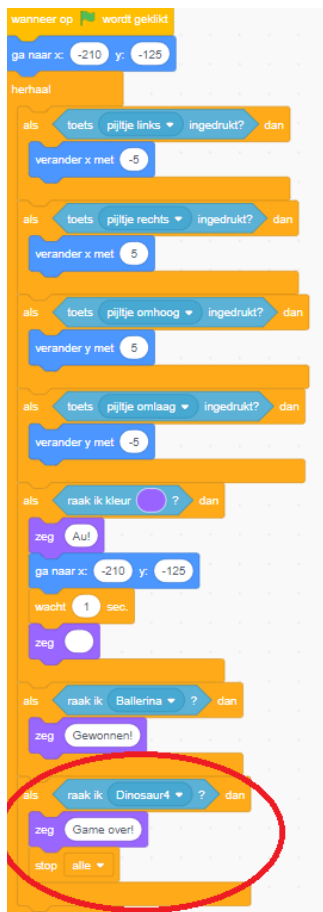 wanneer op wordt geklikt
ga naar x: -210 y: -125
herhaal
als toets pijltje links ingedrukt? dan
verander x met -5
als toets pijltje rechts ingedrukt? dan
verander x met 5
als toets pijltje omhoog ingedrukt? dan
verander y met 5
als toets pijltje omlaag ingedrukt? dan
verander y met -5
als raak ik kleur ? dan
zeg Au!
ga naar x: -210 y: -125
wacht 1 sec.
zeg
als raak ik Ballerina ? dan
zeg Gewonnen!
als raak ik Dinosaur4 ? dan
zeg Game over!
stop alle